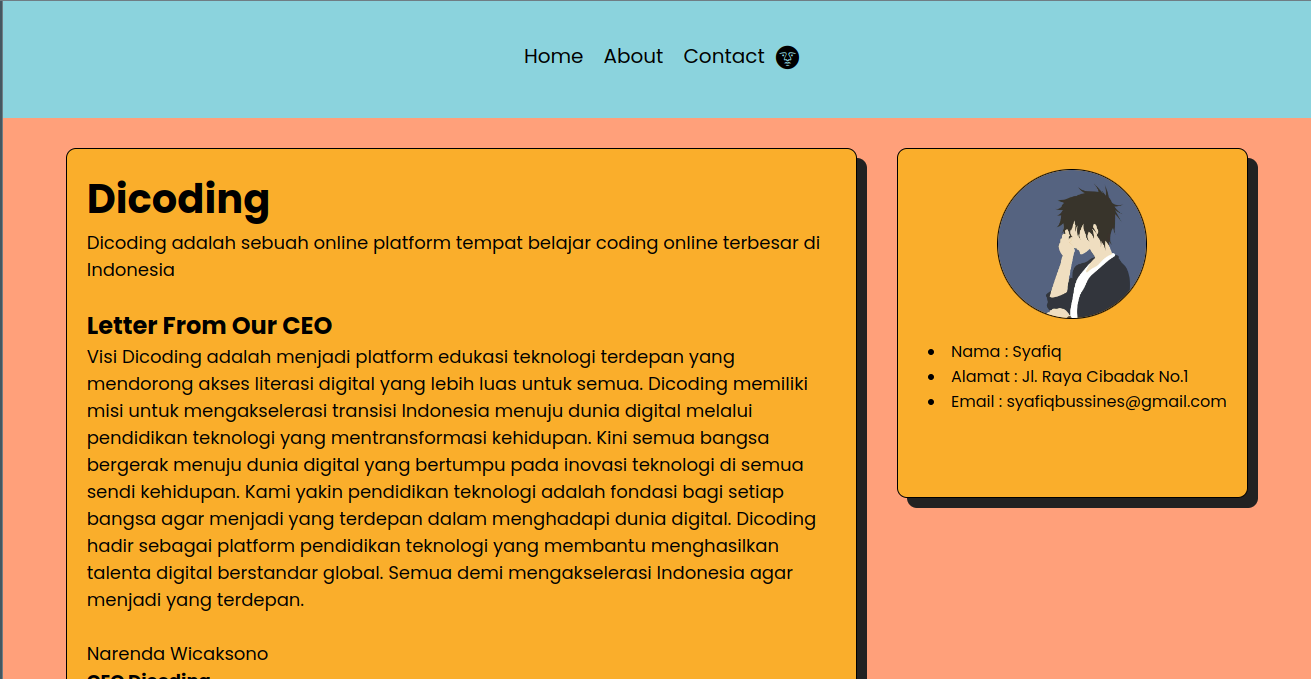 Home About Contact
Dicoding
Dicoding adalah sebuah online platform tempat belajar coding online terbesar di
Indonesia
Letter From Our CEO
Visi Dicoding adalah menjadi platform edukasi teknologi terdepan yang
mendorong akses literasi digital yang lebih luas untuk semua. Dicoding memiliki
misi untuk mengakselerasi transisi Indonesia menuju dunia digital melalui
pendidikan teknologi yang mentransformasi kehidupan. Kini semua bangsa
bergerak menuju dunia digital yang bertumpu pada inovasi teknologi di semua
sendi kehidupan. Kami yakin pendidikan teknologi adalah fondasi bagi setiap
bangsa agar menjadi yang terdepan dalam menghadapi dunia digital. Dicoding
hadir sebagai platform pendidikan teknologi yang membantu menghasilkan
talenta digital berstandar global. Semua demi mengakselerasi Indonesia agar
menjadi yang terdepan.
Narenda Wicaksono
CEO Dicoding
Nama : Syafiq
Alamat : Jl. Raya Cibadak No.1
Email : syafiqbussines@gmail.com